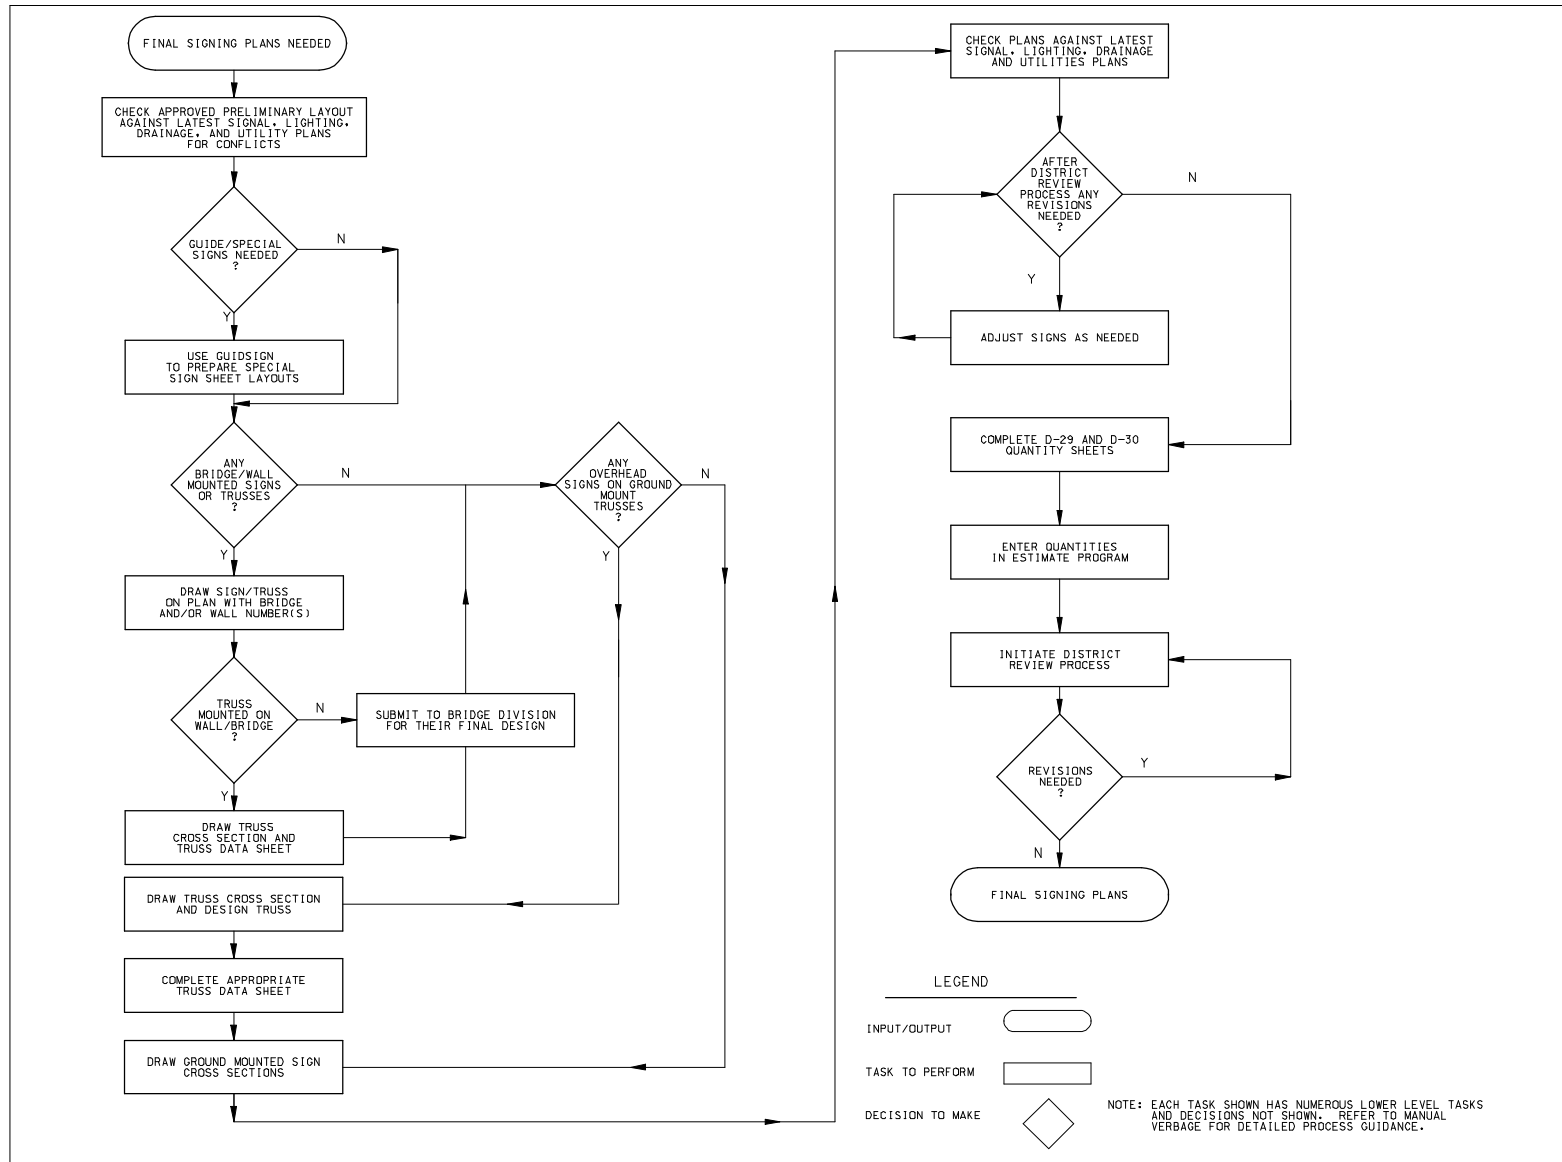 FINAL SIGNING PLANS NEEDED
CHECK APPROVED PRELIMINARY LAYOUT
AGAINST LATEST SIGNAL, LIGHTING,
DRAINAGE, AND UTILITY PLANS
FOR CONFLICTS
GUIDE/SPECIAL
SIGNS NEEDED
?
N
Y
USE GUIDSIGN
TO PREPARE SPECIAL
SIGN SHEET LAYOUTS
ANY
BRIDGE/WALL
MOUNTED SIGNS
OR TRUSSES
?
N
Y
DRAW SIGN/TRUSS
ON PLAN WITH BRIDGE
AND/OR WALL NUMBER(S)
TRUSS
MOUNTED ON
WALL/BRIDGE
?
N
Y
SUBMIT TO BRIDGE DIVISION
FOR THEIR FINAL DESIGN
DRAW TRUSS
CROSS SECTION AND
TRUSS DATA SHEET
ANY
OVERHEAD
SIGNS ON GROUND
MOUNT
TRUSSES
?
N
Y
DRAW TRUSS CROSS SECTION
AND DESIGN TRUSS
COMPLETE APPROPRIATE
TRUSS DATA SHEET
DRAW GROUND MOUNTED SIGN
CROSS SECTIONS
CHECK PLANS AGAINST LATEST
SIGNAL, LIGHTING, DRAINAGE
AND UTILITIES PLANS
AFTER
DISTRICT
REVIEW
PROCESS ANY
REVISIONS
NEEDED
?
N
Y
ADJUST SIGNS AS NEEDED
COMPLETE D-29 AND D-30
QUANTITY SHEETS
ENTER QUANTITIES
IN ESTIMATE PROGRAM
INITIATE DISTRICT
REVIEW PROCESS
REVISIONS
NEEDED
?
Y
N
FINAL SIGNING PLANS
LEGEND
INPUT/OUTPUT
TASK TO PERFORM
DECISION TO MAKE
NOTE: EACH TASK SHOWN HAS NUMEROUS LOWER LEVEL TASKS
AND DECISIONS NOT SHOWN. REFER TO MANUAL
VERBAGE FOR DETAILED PROCESS GUIDANCE.